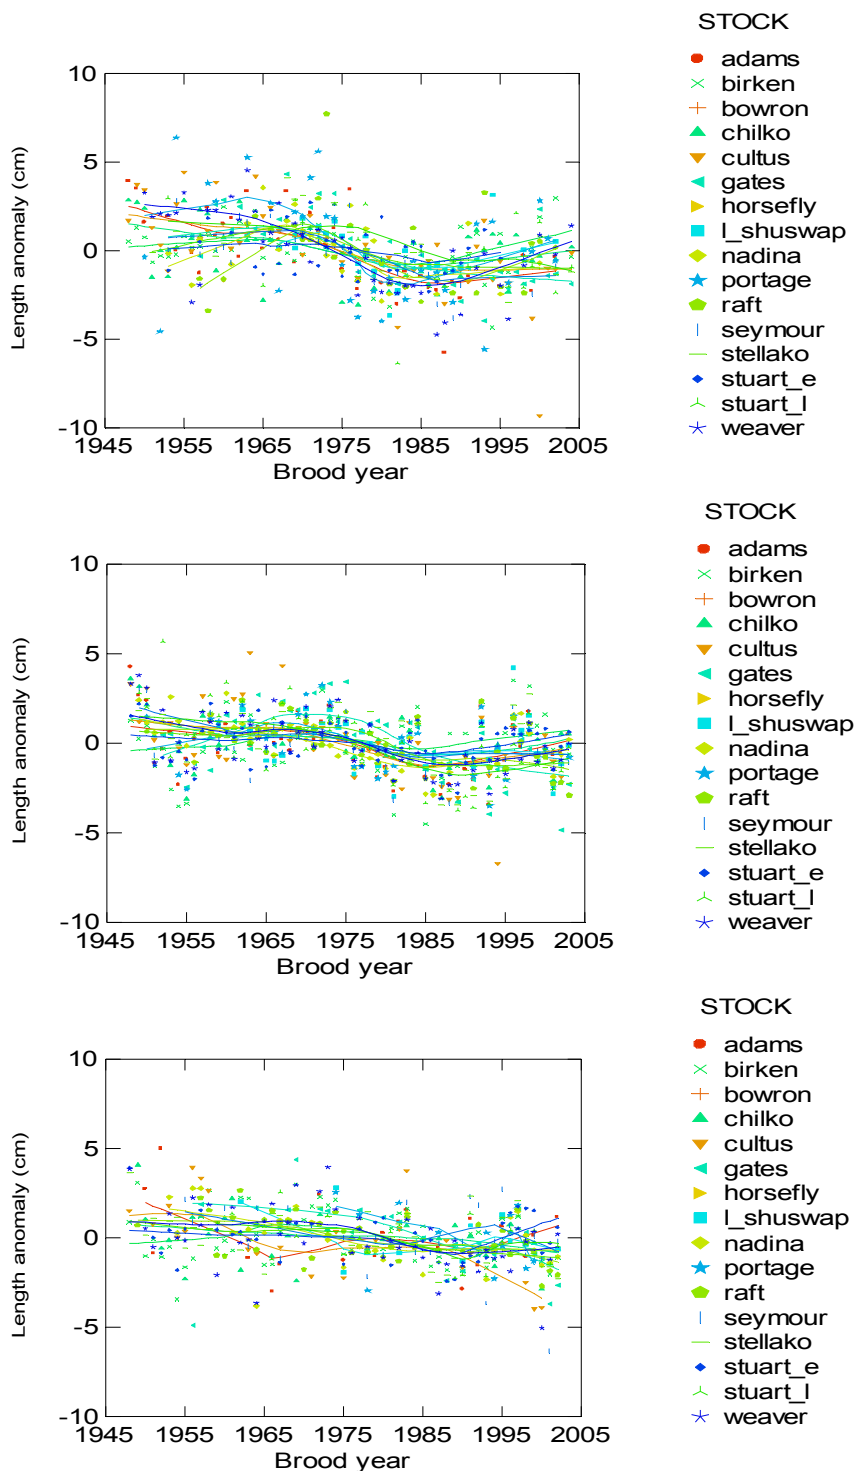 STOCK
adams
birken
bowron
chilko
cultus
gates
horsefly
l_shuswap
nadina
portage
raft
seymour
stellako
stuart_e
stuart_l
weaver
Length anomaly (cm)
10
5
0
-5
-10
1945 1955 1965 1975 1985 1995 2005
Brood year
STOCK
adams
birken
bowron
chilko
cultus
gates
horsefly
l_shuswap
nadina
portage
raft
seymour
stellako
stuart_e
stuart_l
weaver
Length anomaly (cm)
10
5
0
-5
-10
1945 1955 1965 1975 1985 1995 2005
Brood year
STOCK
adams
birken
bowron
chilko
cultus
gates
horsefly
l_shuswap
nadina
portage
raft
seymour
stellako
stuart_e
stuart_l
weaver
Length anomaly (cm)
10
5
0
-5
-10
1945 1955 1965 1975 1985 1995 2005
Brood year